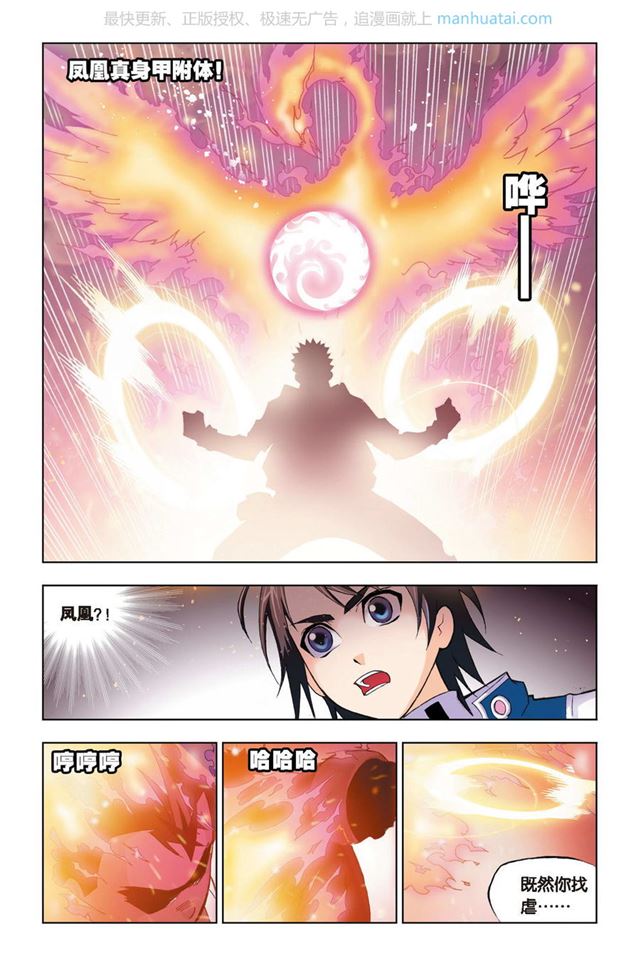 最快更新、正版授权、极速无广告，追漫画就上 manhuatai.com
凤凰真身甲附体！
哗——
凤凰？！
哼哼哼
哈哈哈
既然你找
虐……